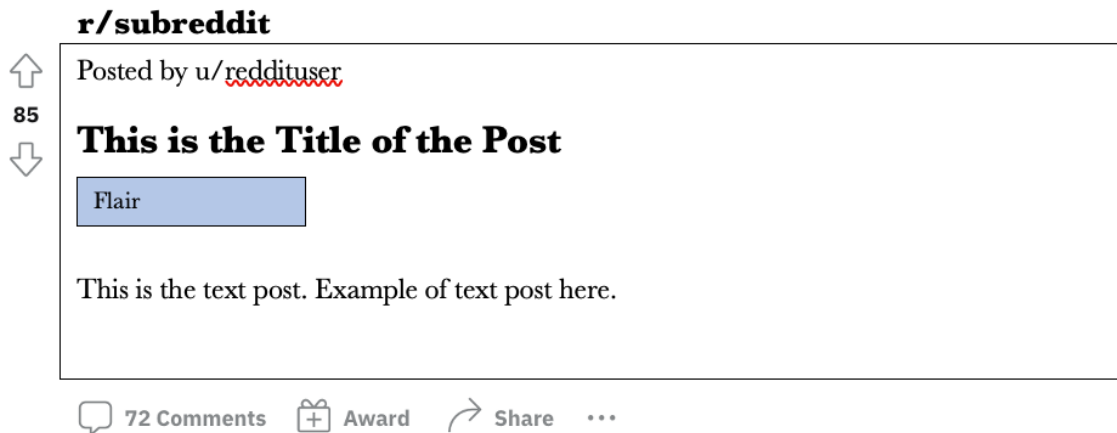 r/subreddit
Posted by u/reddituser
85
This is the Title of the Post
Flair
This is the text post. Example of text post here.
72 Comments Award Share ...